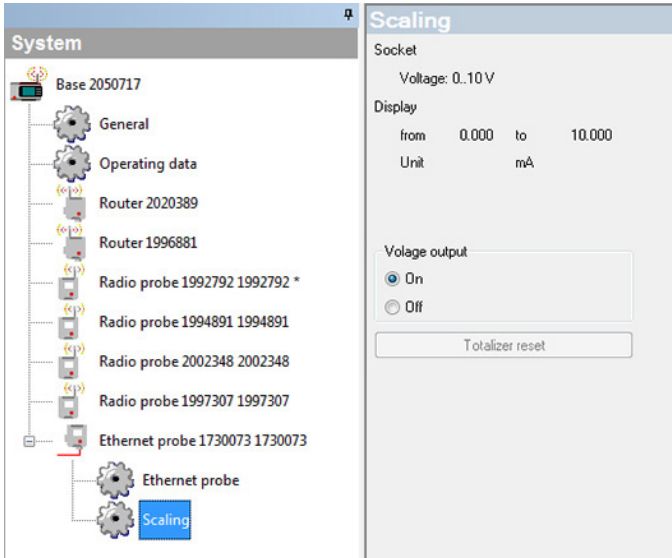 System
Base 2050717
General
Operating data
Router 2020389
Router 1996881
Radio probe 1992792 1992792 *
Radio probe 1994891 1994891
Radio probe 2002348 2002348
Radio probe 1997307 1997307
Ethernet probe 1730073 1730073
Ethernet probe
Scaling
Scaling
Socket
Voltage: 0..10 V
Display
from 0.000 to 10.000
Unit mA
Volage output
On
Off
Totalizer reset